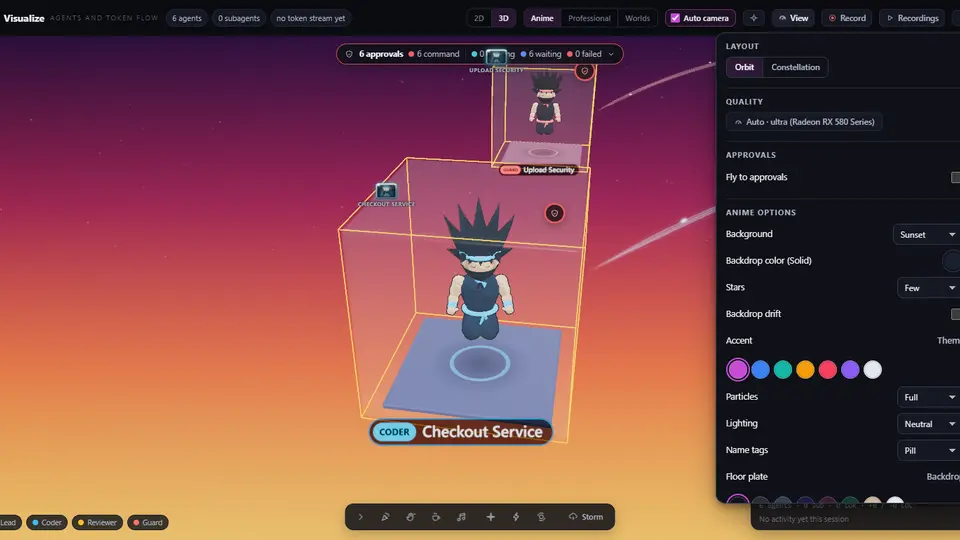 Visualize AGENTS AND TOKEN FLOW 6 agents 0 subagents no token stream yet 2D 3D Anime Professional Worlds Auto camera View Record Recordings
6 approvals 6 command 6 waiting 0 failed
UPLOAD SECURITY
GUARD Upload Security
CHECKOUT SERVICE
CODER Checkout Service
LAYOUT
Orbit Constellation
QUALITY
Auto · ultra (Radeon RX 580 Series)
APPROVALS
Fly to approvals
ANIME OPTIONS
Background Sunset
Backdrop color (Solid)
Stars Few
Backdrop drift
Accent Them
Particles Full
Lighting Neutral
Name tags Pill
Floor plate Backdrop
No activity yet this session
Lead Coder Reviewer Guard
Storm